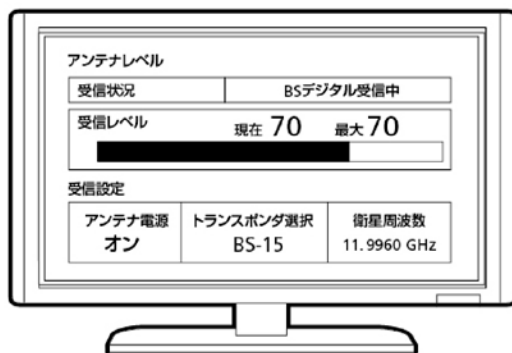 アンテナレベル
受信状況 BSデジタル受信中
受信レベル 現在 70 最大 70
受信設定
アンテナ電源 トランスポンダ選択 衛星周波数
オン BS-15 11.9960 GHz